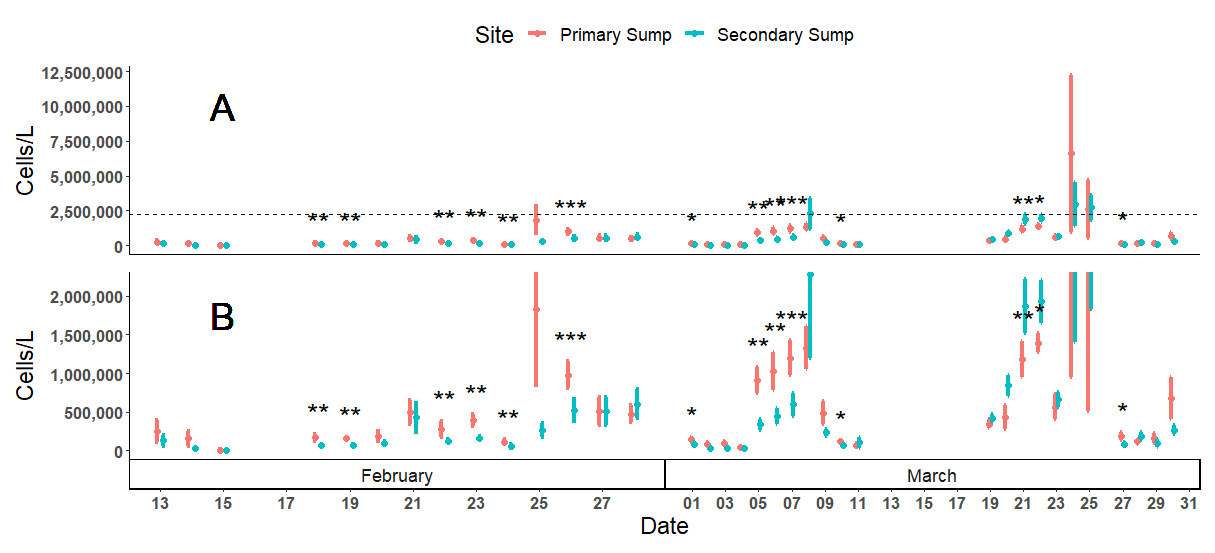 Site Primary Sump Secondary Sump
A
Cells/L
12,500,000
10,000,000
7,500,000
5,000,000
2,500,000
0
** ** ** ** ** *** * ** ** *** * *** * *
B
Cells/L
2,000,000
1,500,000
1,000,000
500,000
0
** ** ** ** ** *** * ** ** *** * ** * *
February March
13 15 17 19 21 23 25 27 01 03 05 07 09 11 13 15 17 19 21 23 25 27 29 31
Date